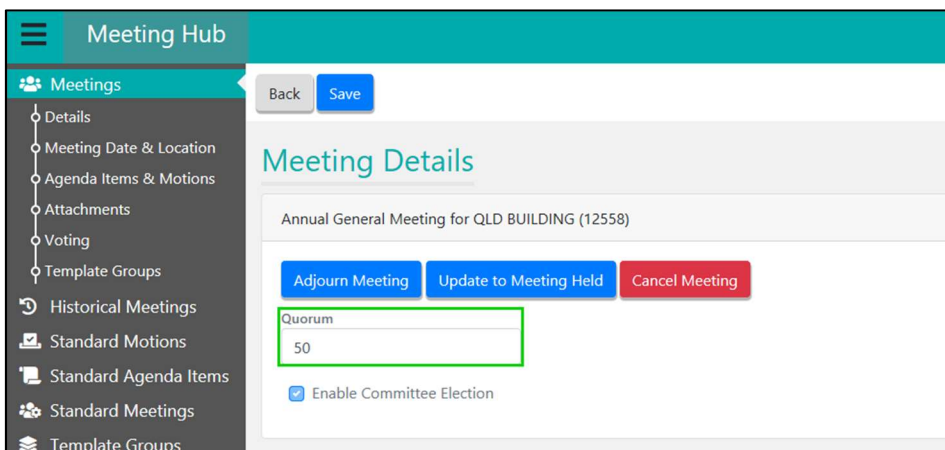 Meeting Hub
Meetings
Details
Meeting Date & Location
Agenda Items & Motions
Attachments
Voting
Template Groups
Historical Meetings
Standard Motions
Standard Agenda Items
Standard Meetings
Template Groups
Back Save
Meeting Details
Annual General Meeting for QLD BUILDING (12558)
Adjourn Meeting Update to Meeting Held Cancel Meeting
Quorum
50
Enable Committee Election